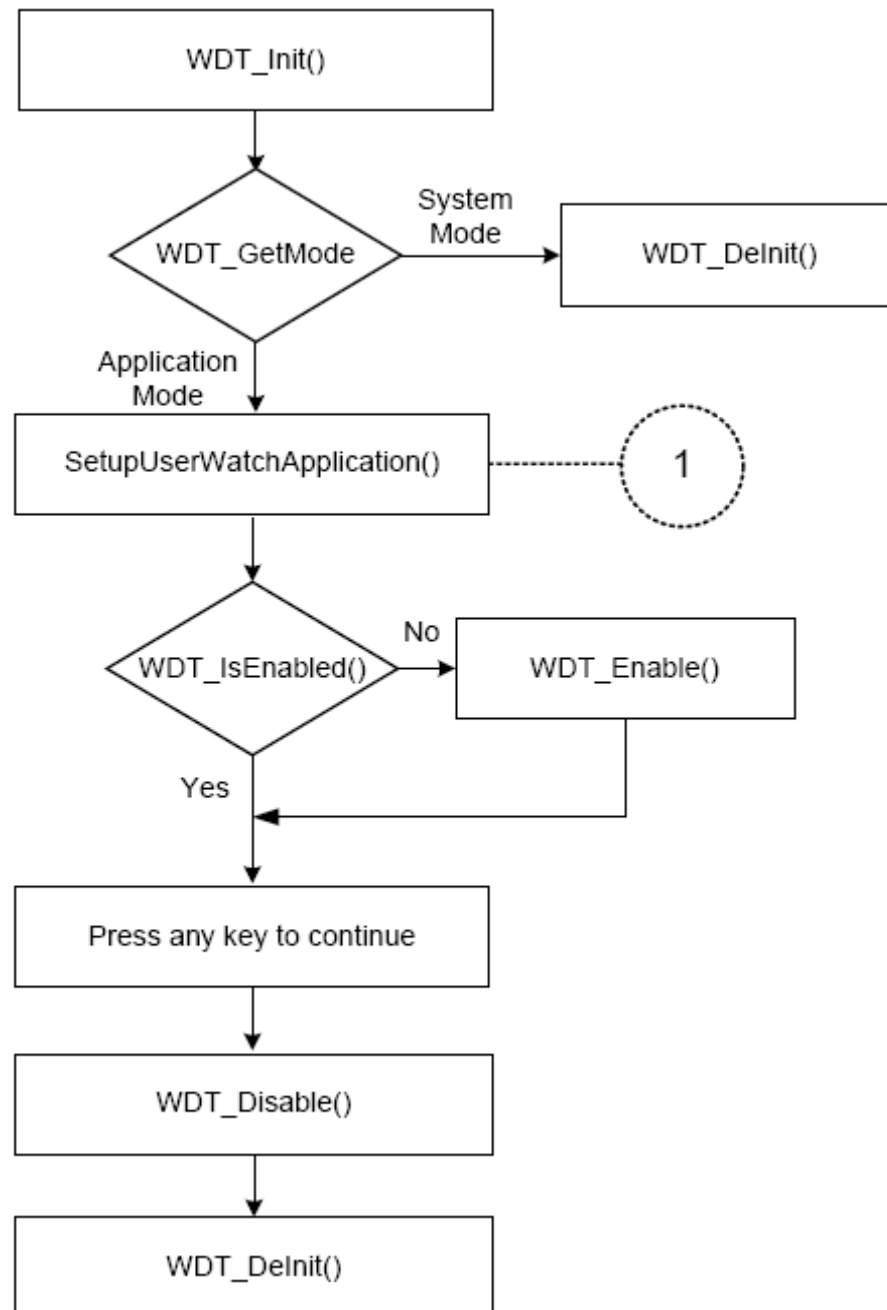 WDT_Init()
WDT_GetMode
System
Mode
WDT_DeInit()
Application
Mode
SetupUserWatchApplication()
1
WDT_IsEnabled()
No
WDT_Enable()
Yes
Press any key to continue
WDT_Disable()
WDT_DeInit()